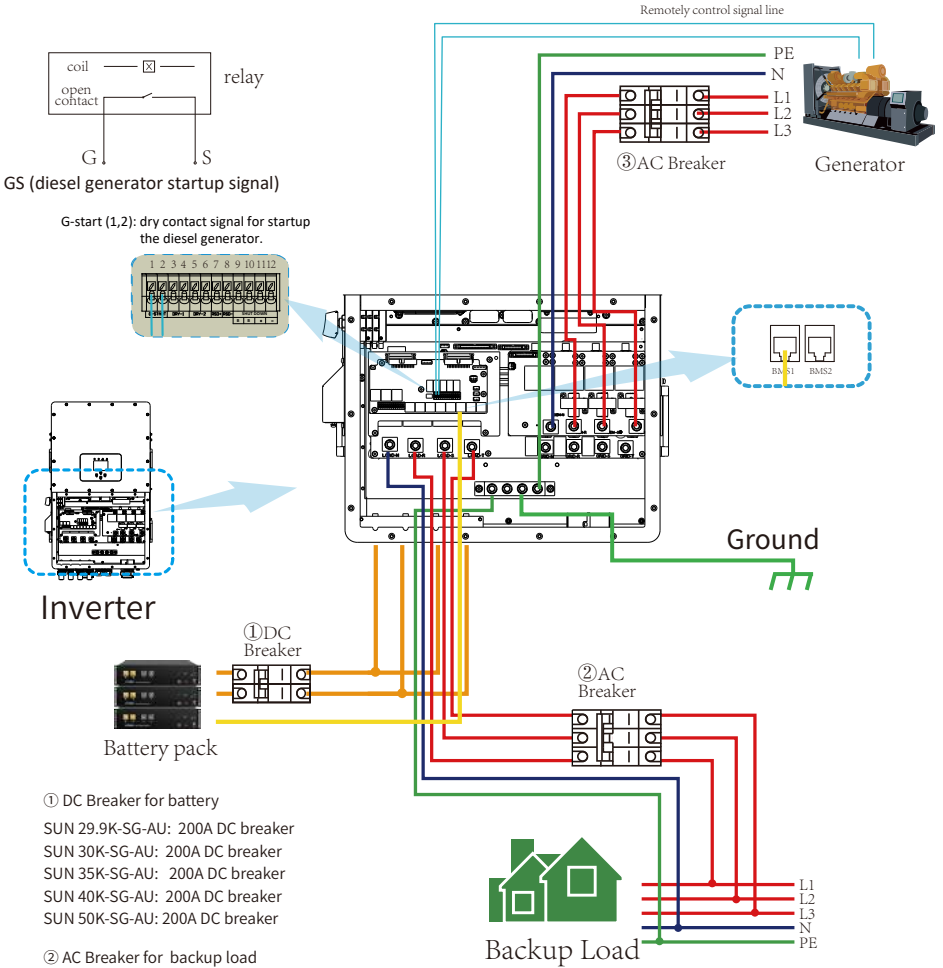 Remotely control signal line
PE
N
L1
L2
L3
③AC Breaker
Generator
coil
relay
open
contact
G
S
GS (diesel generator startup signal)
G-start (1,2): dry contact signal for startup
the diesel generator.
1 2 3 4 5 6 7 8 9 10 11 12
BMS1 BMS2
Inverter
Ground
①DC
Breaker
Battery pack
②AC
Breaker
① DC Breaker for battery
SUN 29.9K-SG-AU: 200A DC breaker
SUN 30K-SG-AU: 200A DC breaker
SUN 35K-SG-AU: 200A DC breaker
SUN 40K-SG-AU: 200A DC breaker
SUN 50K-SG-AU: 200A DC breaker
② AC Breaker for backup load
Backup Load
L1
L2
L3
N
PE